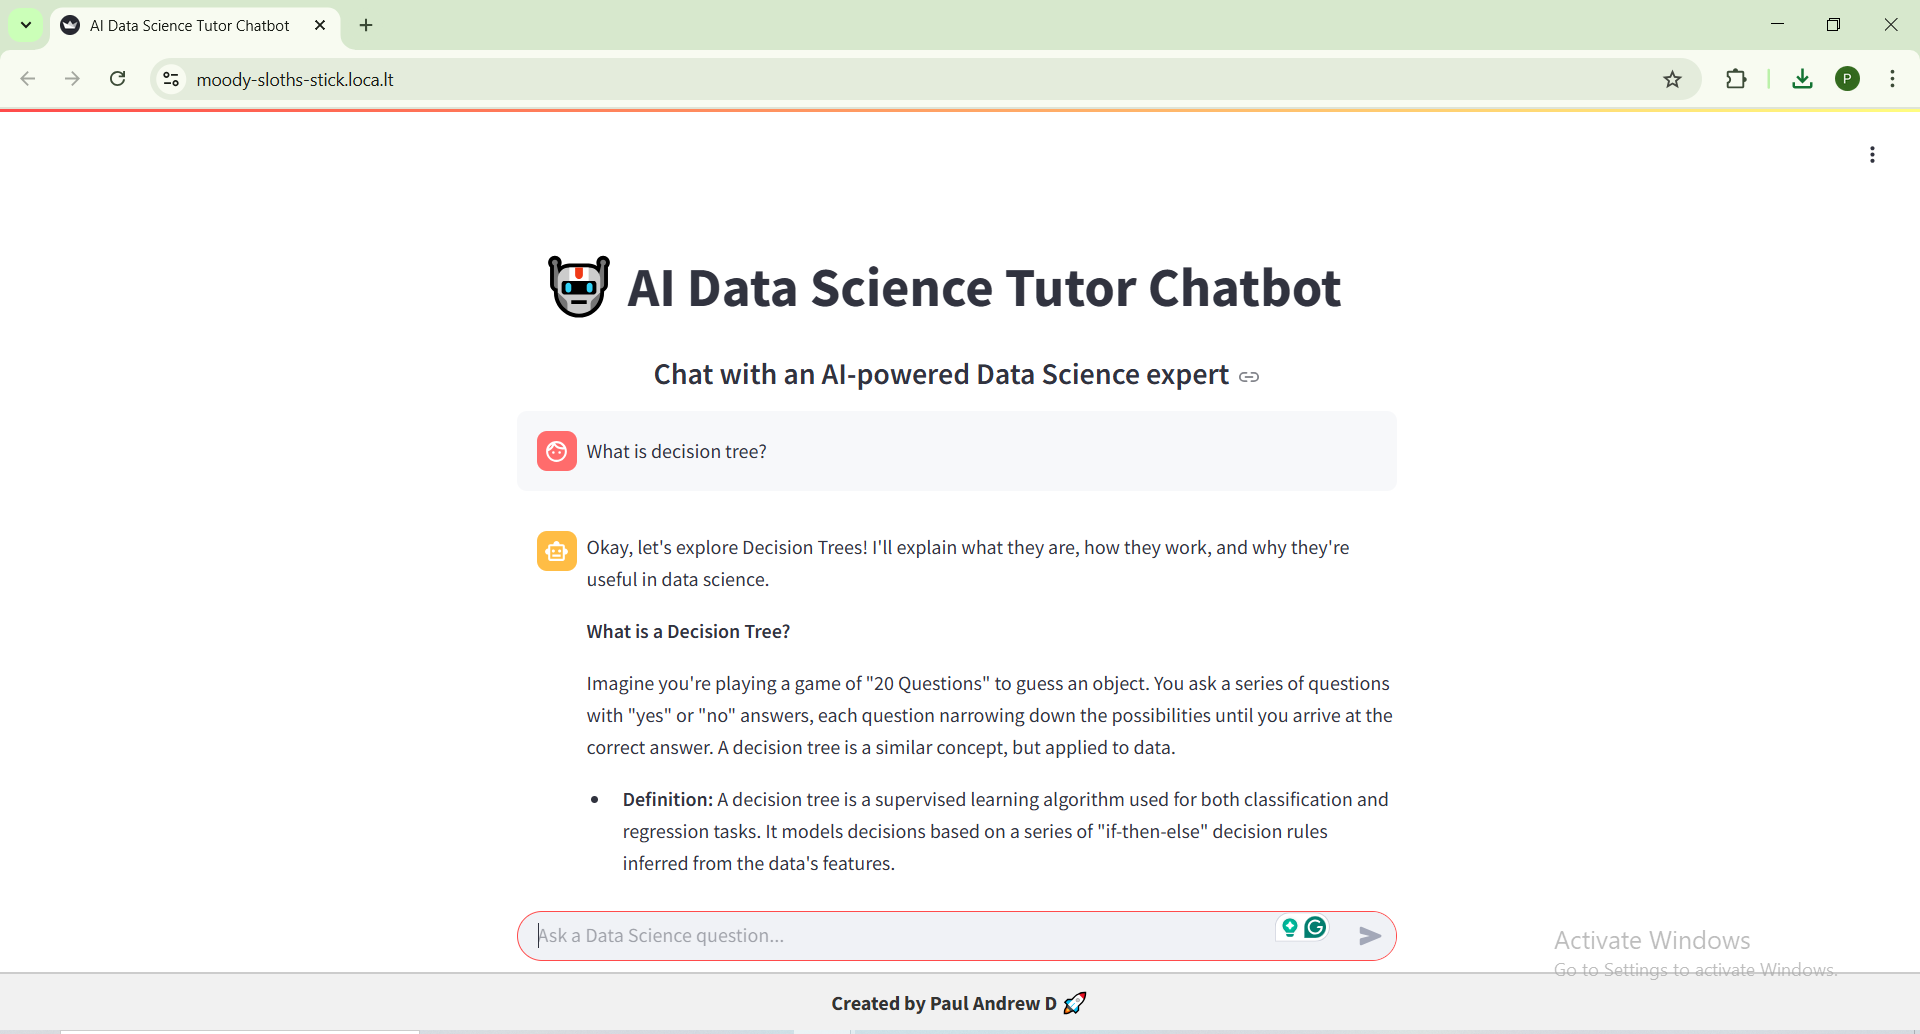 AI Data Science Tutor Chatbot
moody-sloths-stick.loca.lt
P
AI Data Science Tutor Chatbot
Chat with an AI-powered Data Science expert
What is decision tree?
Okay, let's explore Decision Trees! I'll explain what they are, how they work, and why they're
useful in data science.
What is a Decision Tree?
Imagine you're playing a game of "20 Questions" to guess an object. You ask a series of questions
with "yes" or "no" answers, each question narrowing down the possibilities until you arrive at the
correct answer. A decision tree is a similar concept, but applied to data.
• Definition: A decision tree is a supervised learning algorithm used for both classification and
regression tasks. It models decisions based on a series of "if-then-else" decision rules
inferred from the data's features.
Ask a Data Science question...
Activate Windows
Go to Settings to activate Windows.
Created by Paul Andrew D 🚀